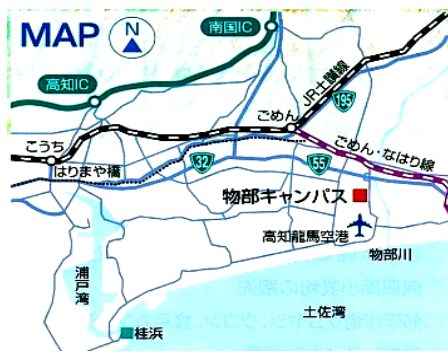 MAP
N
南国IC
高知IC
JR土讃線
195
ごめん
こうち
はりまや橋
ごめん・なはり線
32
55
物部キャンパス
高知龍馬空港
物部川
浦戸湾
土佐湾
桂浜